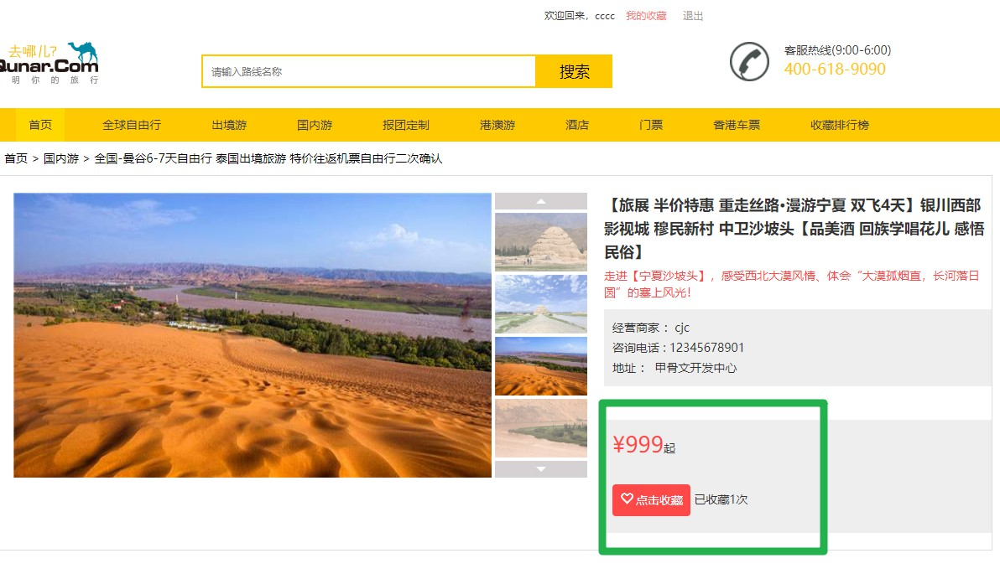 欢迎回来，cccc 我的收藏 退出
去哪儿?
Qunar.Com
明 你 的 旅 行
请输入路线名称
搜索
客服热线(9:00-6:00)
400-618-9090
首页 全球自由行 出境游 国内游 报团定制 港澳游 酒店 门票 香港车票 收藏排行榜
首页 > 国内游 > 全国-曼谷6-7天自由行 泰国出境旅游 特价往返机票自由行二次确认
【旅展 半价特惠 重走丝路•漫游宁夏 双飞4天】银川西部
影视城 穆民新村 中卫沙坡头【品美酒 回族学唱花儿 感悟
民俗】
走进【宁夏沙坡头】，感受西北大漠风情、体会“大漠孤烟直，长河落日
圆”的塞上风光！
经营商家 ： cjc
咨询电话 : 12345678901
地址 ： 甲骨文开发中心
¥999起
点击收藏 已收藏1次